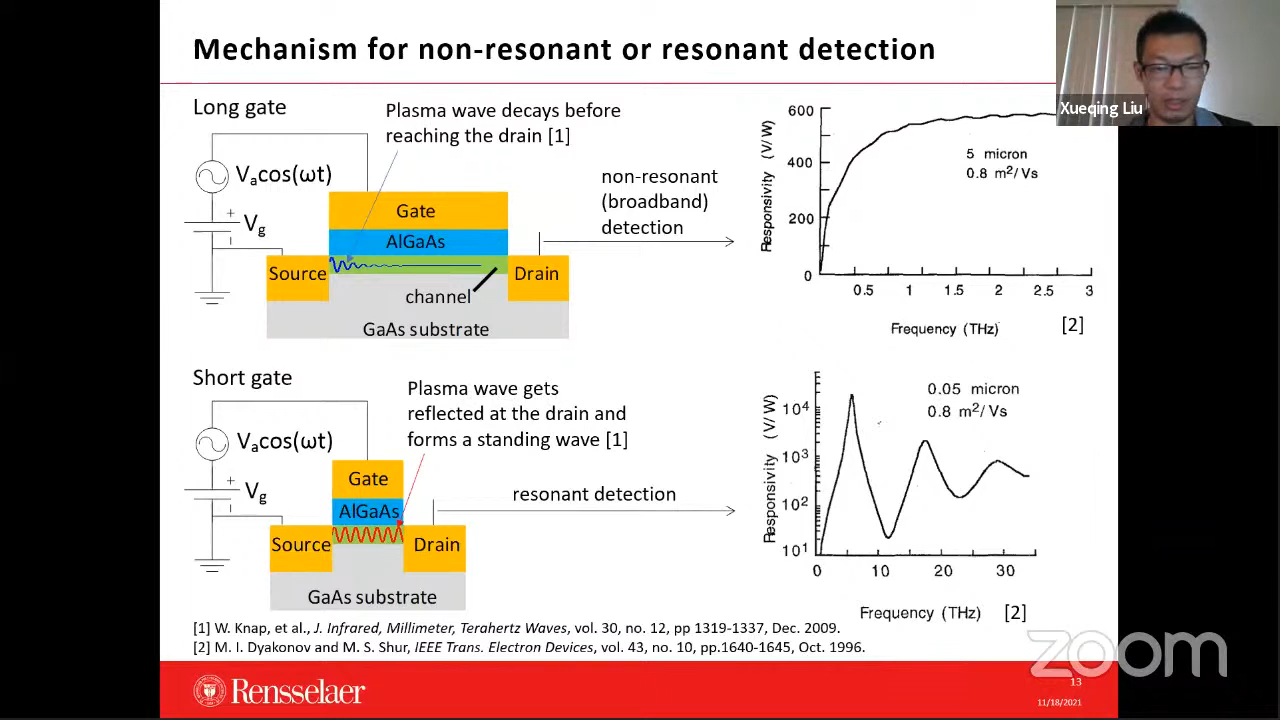 Mechanism for non-resonant or resonant detection
Xueqing Liu
Long gate
Plasma wave decays before
reaching the drain [1]
Vacos(ωt)
+
Vg
Gate
AlGaAs
Source
Drain
channel
GaAs substrate
non-resonant
(broadband)
detection
Responsivity (V/W)
600
400
200
0
5 micron
0.8 m²/Vs
0.5 1 1.5 2 2.5 3
Frequency (THz)
[2]
Short gate
Plasma wave gets
reflected at the drain and
forms a standing wave [1]
Vacos(ωt)
+
Vg
Gate
AlGaAs
Source
Drain
GaAs substrate
resonant detection
Responsivity (V/W)
10⁴
10³
10²
10¹
0.05 micron
0.8 m²/Vs
0 10 20 30
Frequency (THz)
[2]
[1] W. Knap, et al., J. Infrared, Millimeter, Terahertz Waves, vol. 30, no. 12, pp 1319-1337, Dec. 2009.
[2] M. I. Dyakonov and M. S. Shur, IEEE Trans. Electron Devices, vol. 43, no. 10, pp.1640-1645, Oct. 1996.
zoom
Rensselaer
13
11/18/2021